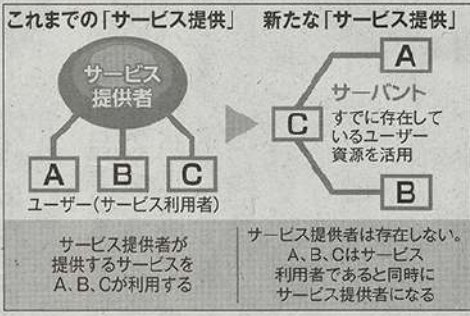 これまでの「サービス提供」
サービス
提供者
A B C
ユーザー(サービス利用者)
サービス提供者が
提供するサービスを
A、B、Cが利用する
新たな「サービス提供」
A
サーバント
C
すでに存在して
いるユーザー
資源を活用
B
サービス提供者は存在しない。
A、B、Cはサービス
利用者であると同時に
サービス提供者になる